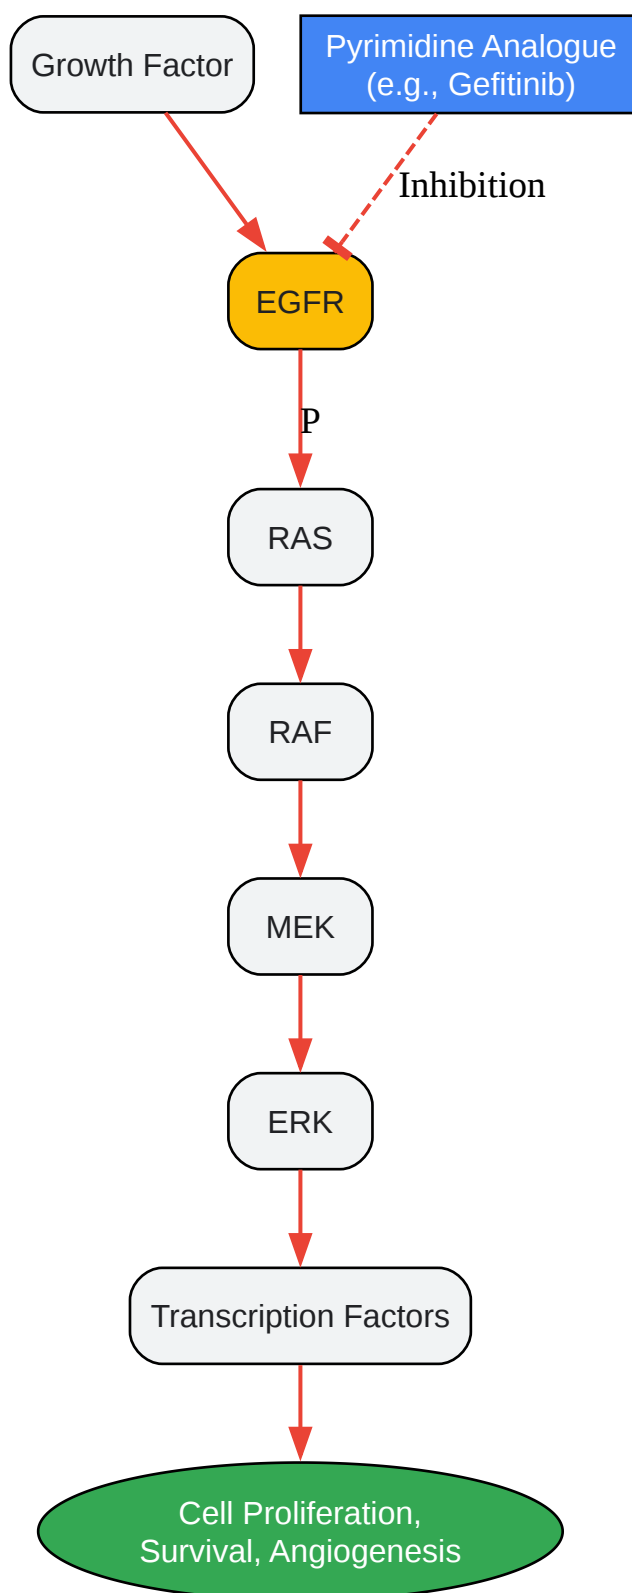 Growth Factor
Pyrimidine Analogue
(e.g., Gefitinib)
Inhibition
EGFR
P
RAS
RAF
MEK
ERK
Transcription Factors
Cell Proliferation,
Survival, Angiogenesis